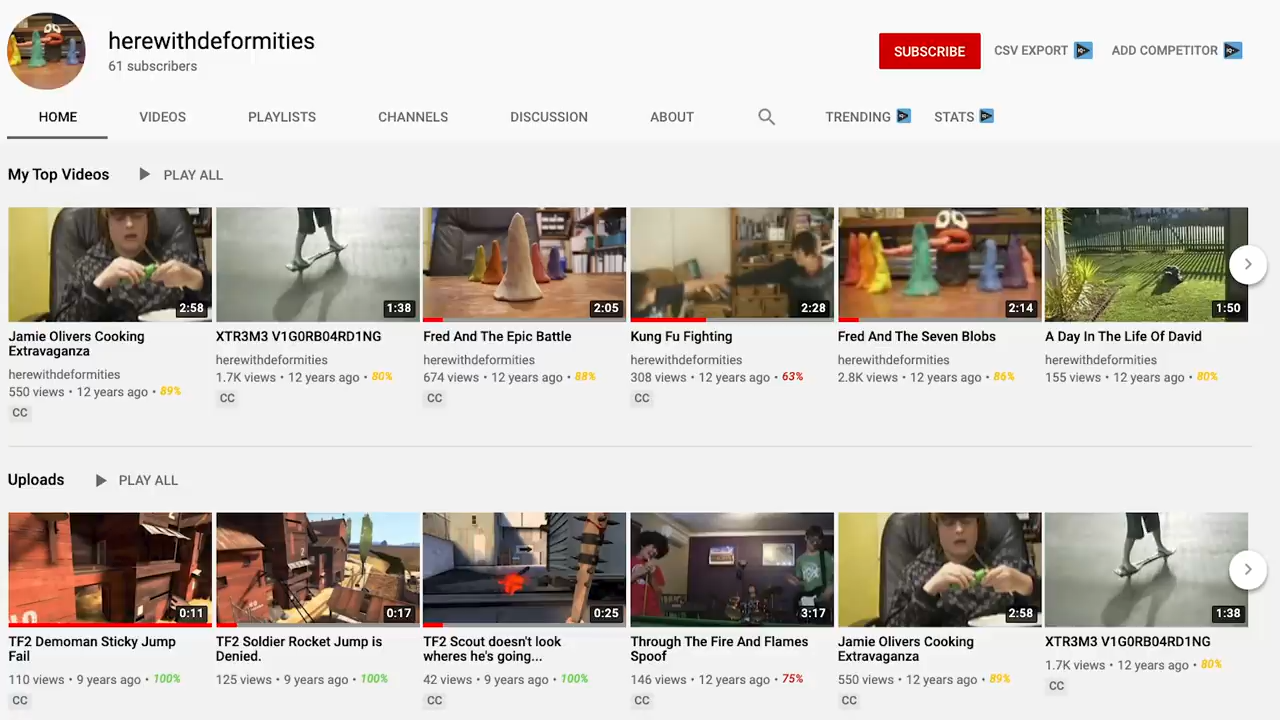 herewithdeformities
61 subscribers
SUBSCRIBE
CSV EXPORT
ADD COMPETITOR
HOME
VIDEOS
PLAYLISTS
CHANNELS
DISCUSSION
ABOUT
TRENDING
STATS
My Top Videos
PLAY ALL
2:58
Jamie Olivers Cooking
Extravaganza
herewithdeformities
550 views • 12 years ago • 89%
CC
1:38
XTR3M3 V1G0RB04RD1NG
herewithdeformities
1.7K views • 12 years ago • 80%
CC
2:05
Fred And The Epic Battle
herewithdeformities
674 views • 12 years ago • 88%
CC
2:28
Kung Fu Fighting
herewithdeformities
308 views • 12 years ago • 63%
CC
2:14
Fred And The Seven Blobs
herewithdeformities
2.8K views • 12 years ago • 86%
1:50
A Day In The Life Of David
herewithdeformities
155 views • 12 years ago • 80%
Uploads
PLAY ALL
0:11
TF2 Demoman Sticky Jump
Fail
110 views • 9 years ago • 100%
CC
0:17
TF2 Soldier Rocket Jump is
Denied.
125 views • 9 years ago • 100%
0:25
TF2 Scout doesn't look
wheres he's going...
42 views • 9 years ago • 100%
CC
3:17
Through The Fire And Flames
Spoof
146 views • 12 years ago • 75%
CC
2:58
Jamie Olivers Cooking
Extravaganza
550 views • 12 years ago • 89%
CC
1:38
XTR3M3 V1G0RB04RD1NG
1.7K views • 12 years ago • 80%
CC